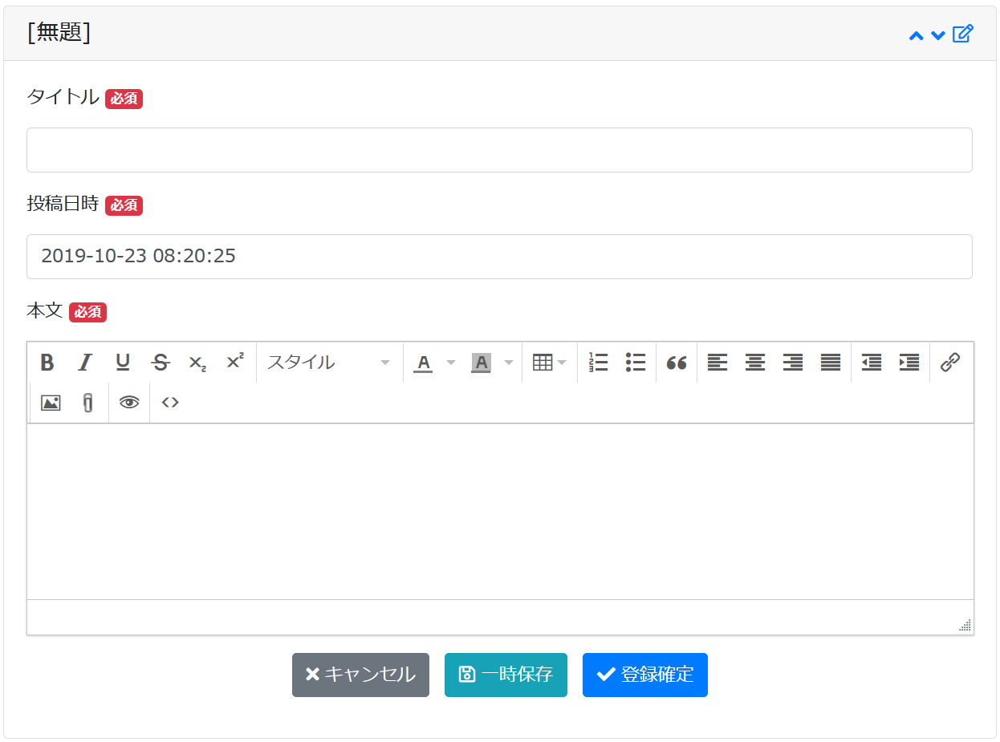 [無題]
タイトル 必須
投稿日時 必須
2019-10-23 08:20:25
本文 必須
B I U S x₂ x² スタイル A A
キャンセル 一時保存 登録確定